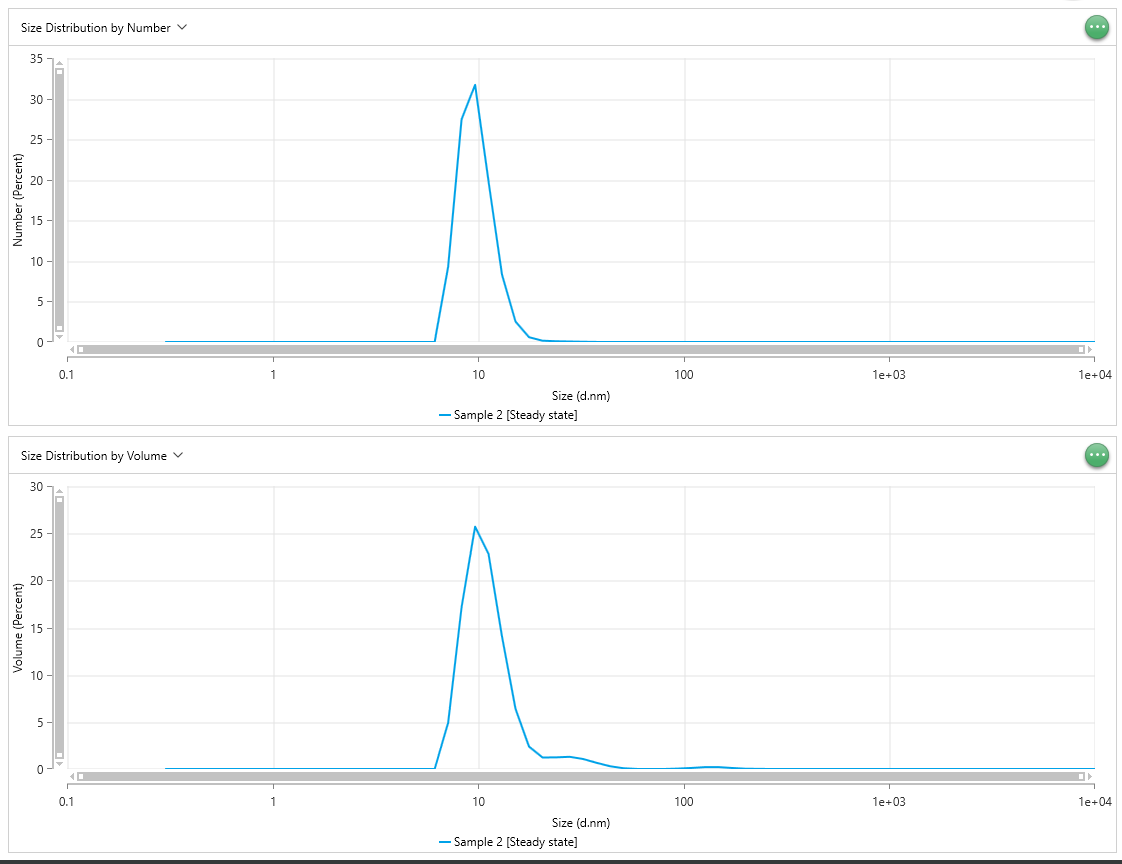 Size Distribution by Number
35
30
25
20
15
10
5
0
Number (Percent)
0.1 1 10 100 1e+03 1e+04
Size (d.nm)
Sample 2 [Steady state]
Size Distribution by Volume
30
25
20
15
10
5
0
Volume (Percent)
0.1 1 10 100 1e+03 1e+04
Size (d.nm)
Sample 2 [Steady state]